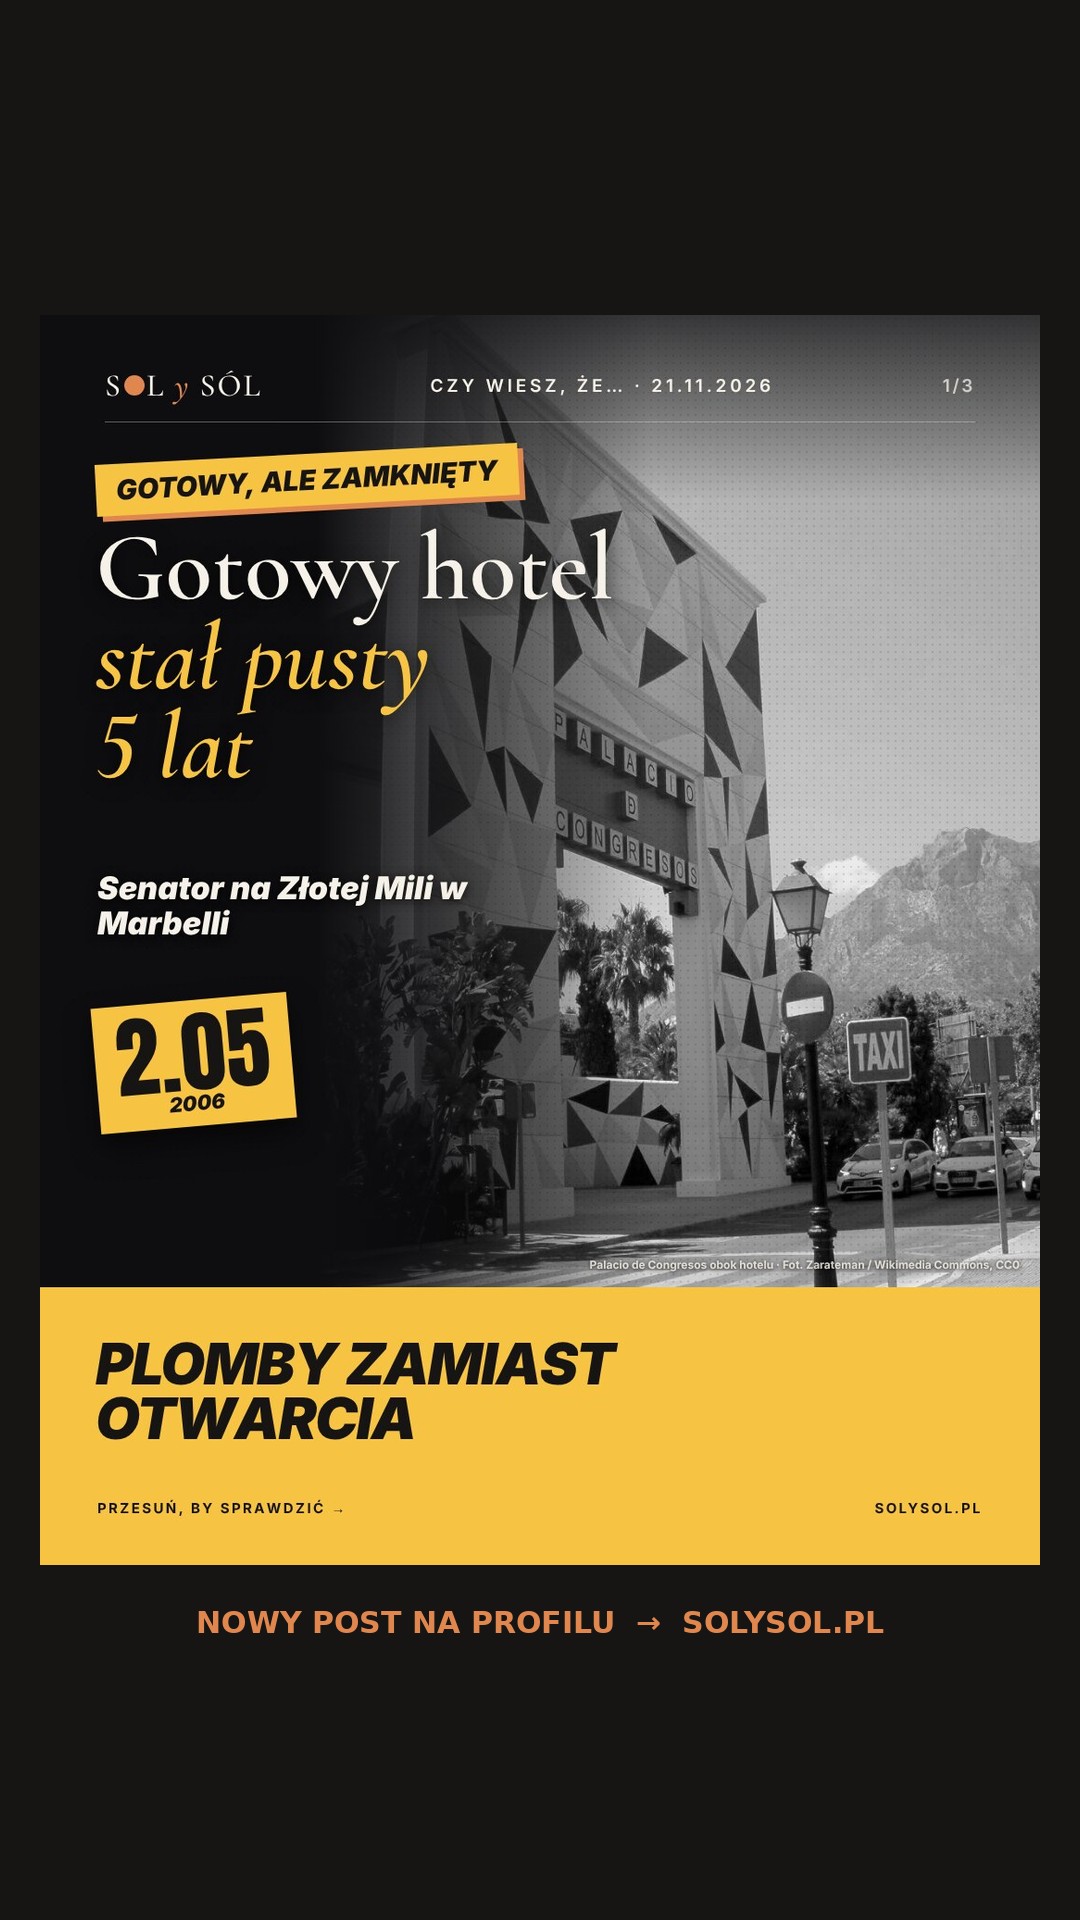 SOL y SÓL
CZY WIESZ, ŻE… · 21.11.2026
1/3
GOTOWY, ALE ZAMKNIĘTY
Gotowy hotel
stał pusty
5 lat
PALACIO
Đ
CONGRESOS
Senator na Złotej Mili w
Marbelli
2.05
2006
TAXI
Palacio de Congresos obok hotelu · Fot. Zarateman / Wikimedia Commons, CC0
PLOMBY ZAMIAST
OTWARCIA
PRZESUŃ, BY SPRAWDZIĆ →
SOLYSOL.PL
NOWY POST NA PROFILU → SOLYSOL.PL